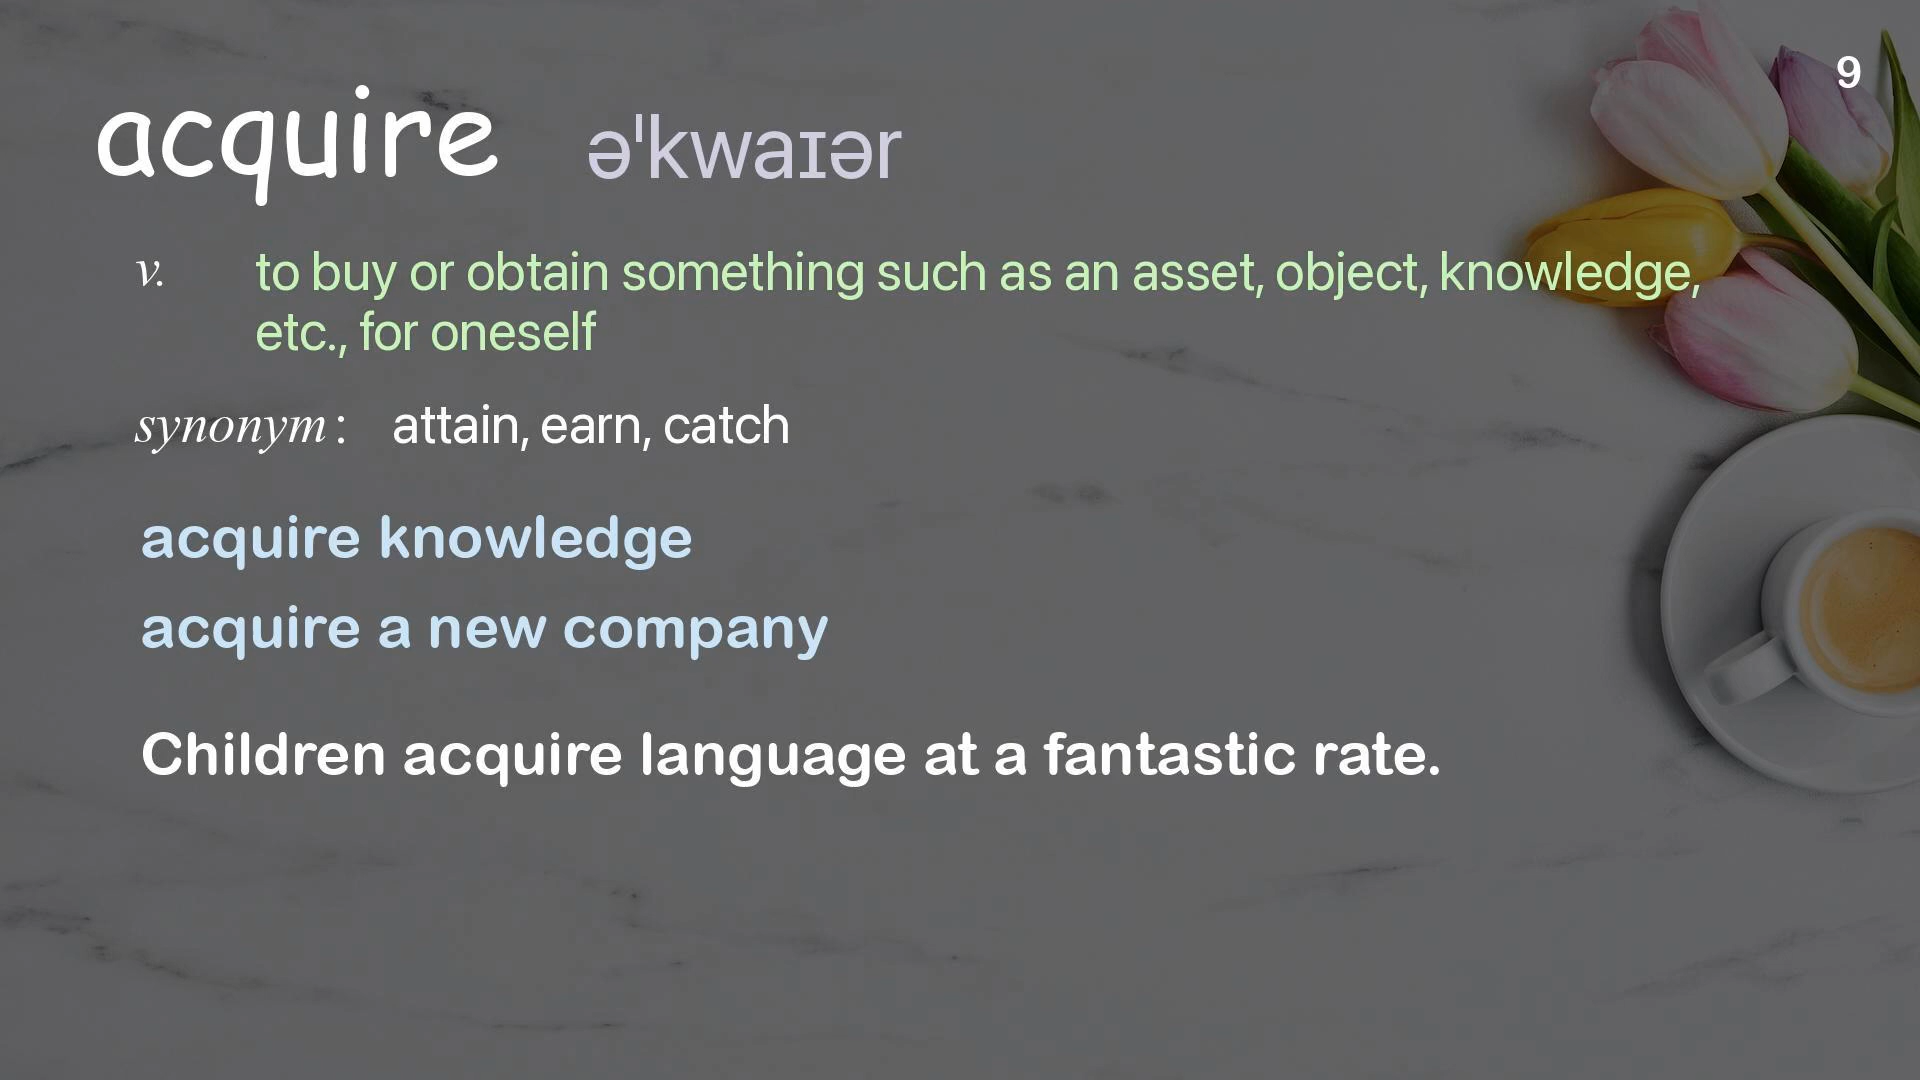 9
acquire əˈkwaɪər
v. to buy or obtain something such as an asset, object, knowledge,
etc., for oneself
synonym : attain, earn, catch
acquire knowledge
acquire a new company
Children acquire language at a fantastic rate.